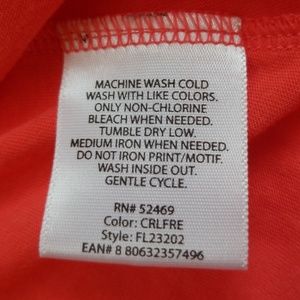 MACHINE WASH COLD
WASH WITH LIKE COLORS.
ONLY NON-CHLORINE
BLEACH WHEN NEEDED.
TUMBLE DRY LOW.
MEDIUM IRON WHEN NEEDED.
DO NOT IRON PRINT/MOTIF.
WASH INSIDE OUT.
GENTLE CYCLE.
RN# 52469
Color: CRLFRE
Style: FL23202
EAN# 8 80632357496